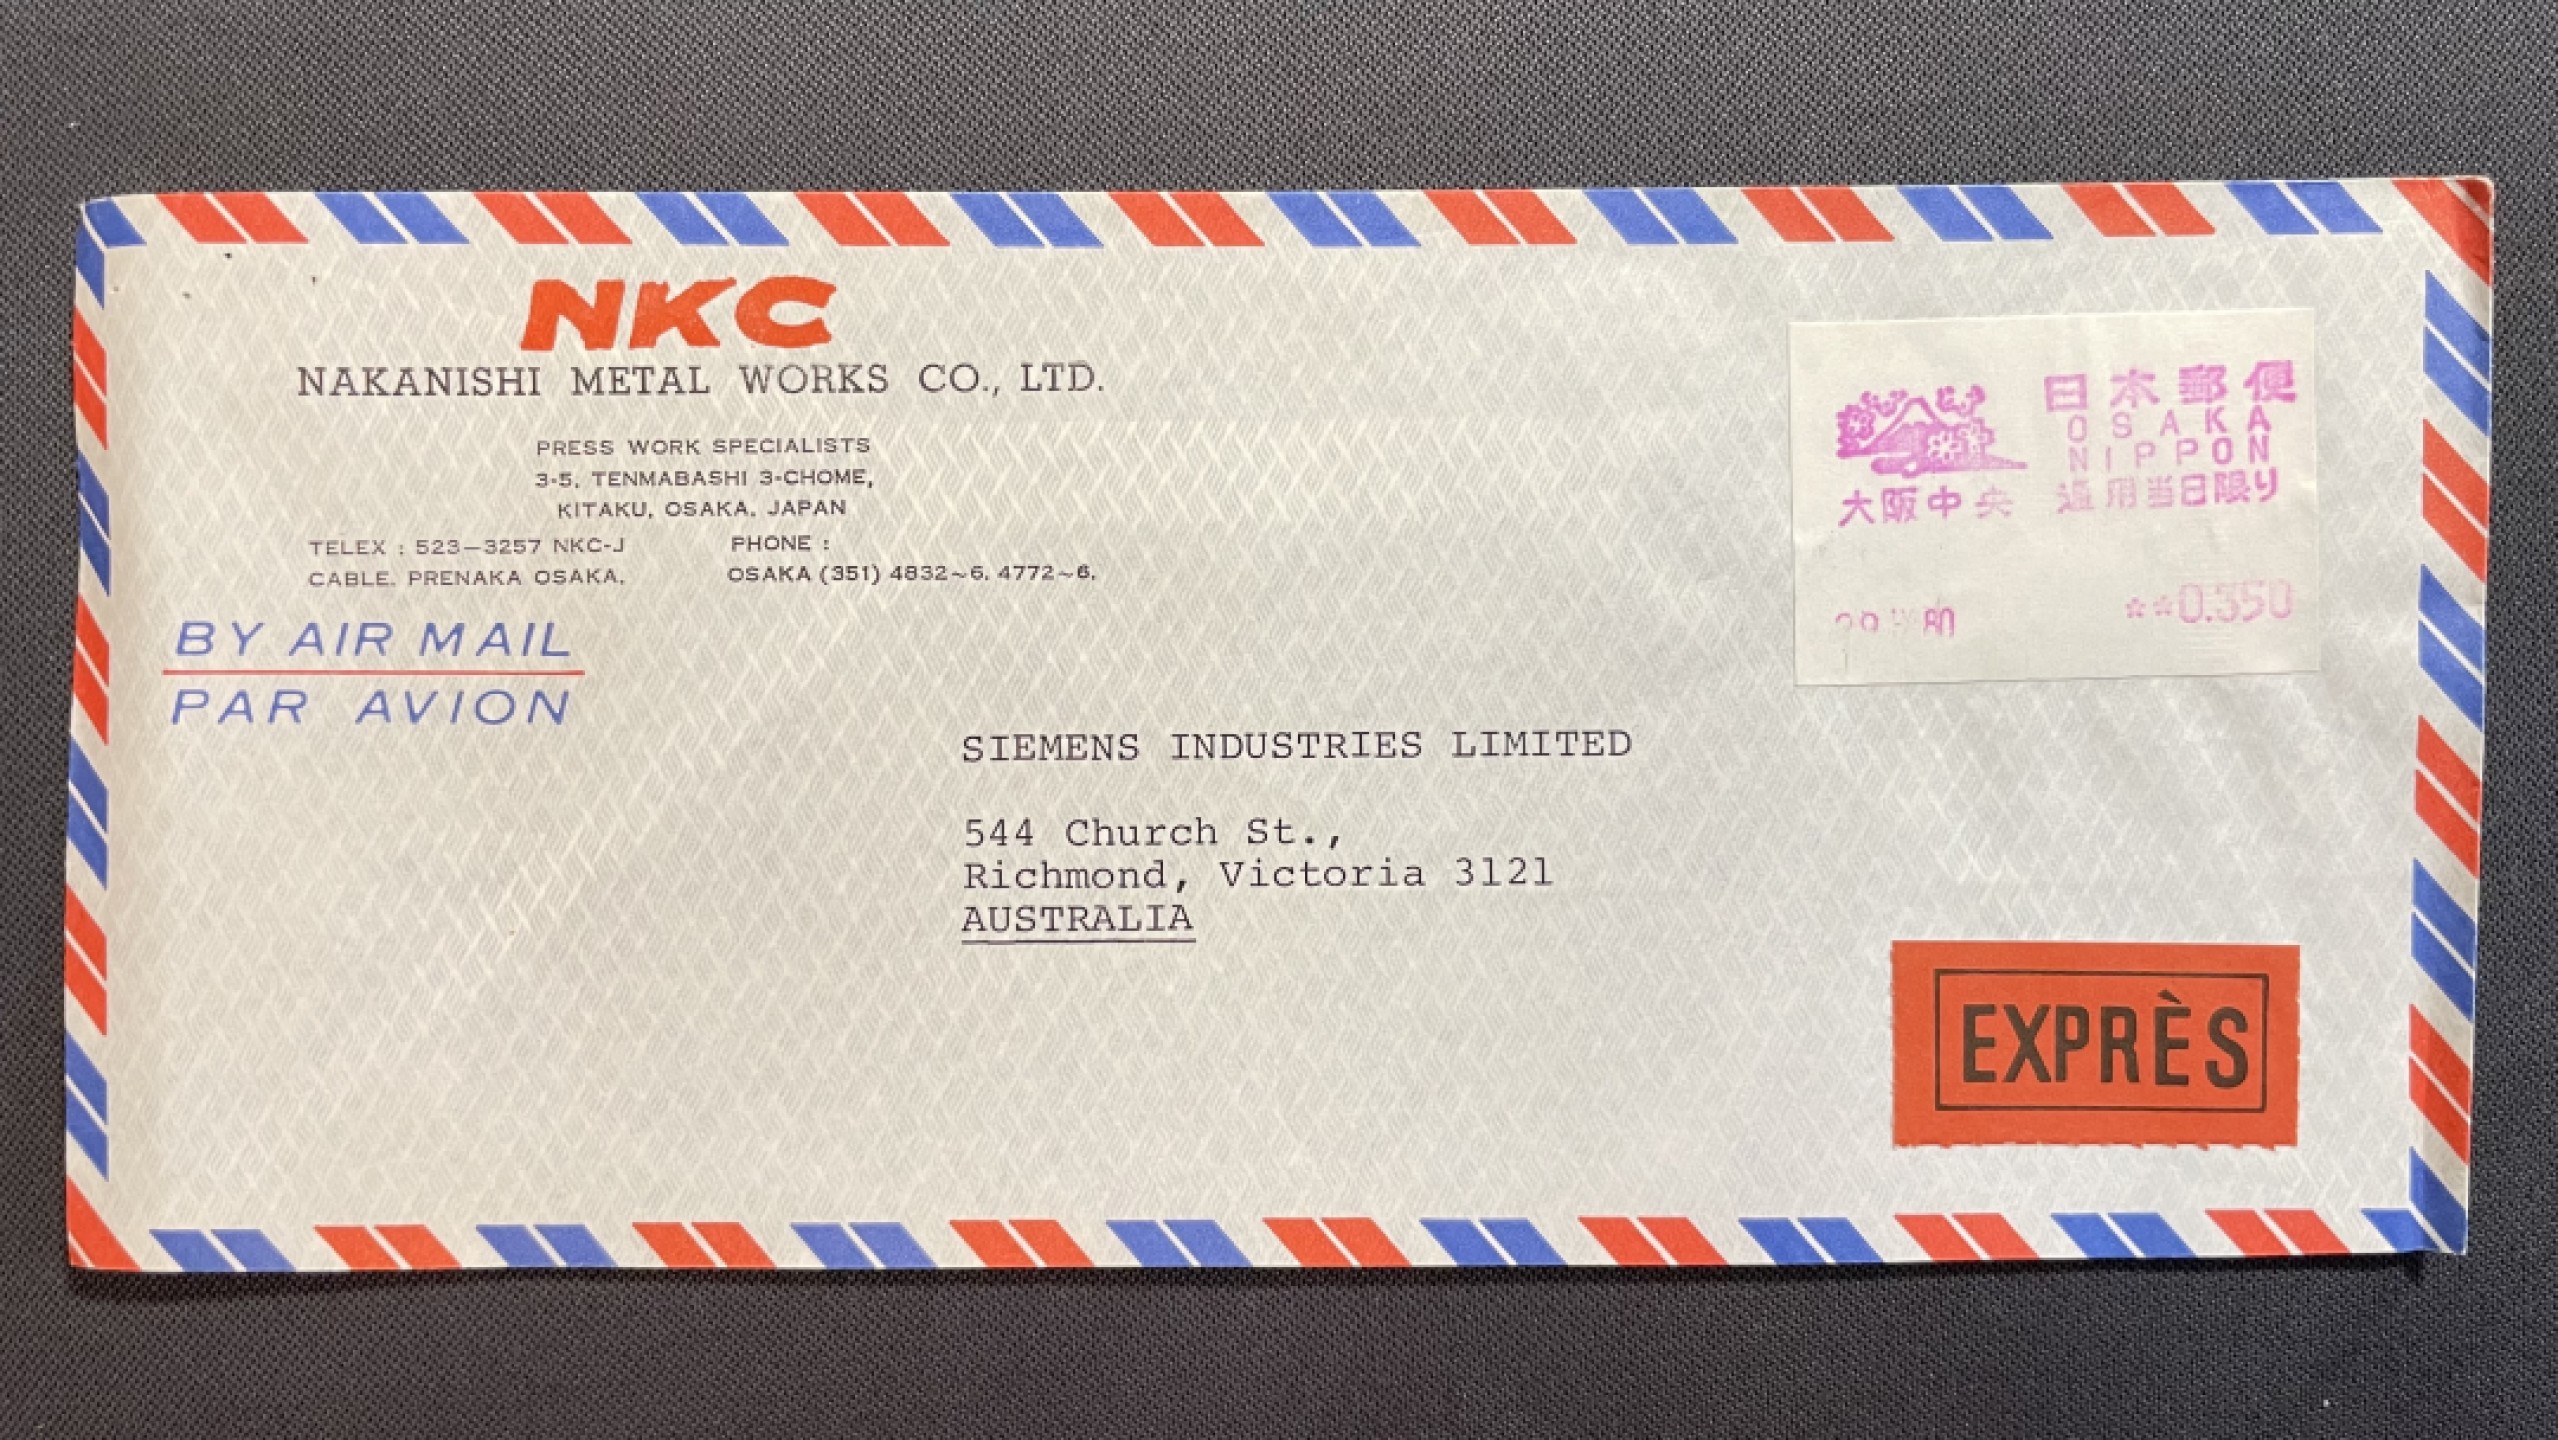 NKC
NAKANISHI METAL WORKS CO., LTD.
PRESS WORK SPECIALISTS
3-5, TENMABASHI 3-CHOME,
KITAKU, OSAKA, JAPAN
TELEX : 523—3257 NKC-J
CABLE. PRENAKA OSAKA.
PHONE :
OSAKA (351) 4832~6. 4772~6.
BY AIR MAIL
PAR AVION
日本郵便
OSAKA
NIPPON
大阪中央 通用当日限り
80 **0.350
SIEMENS INDUSTRIES LIMITED
544 Church St.,
Richmond, Victoria 3121
AUSTRALIA
EXPRÈS